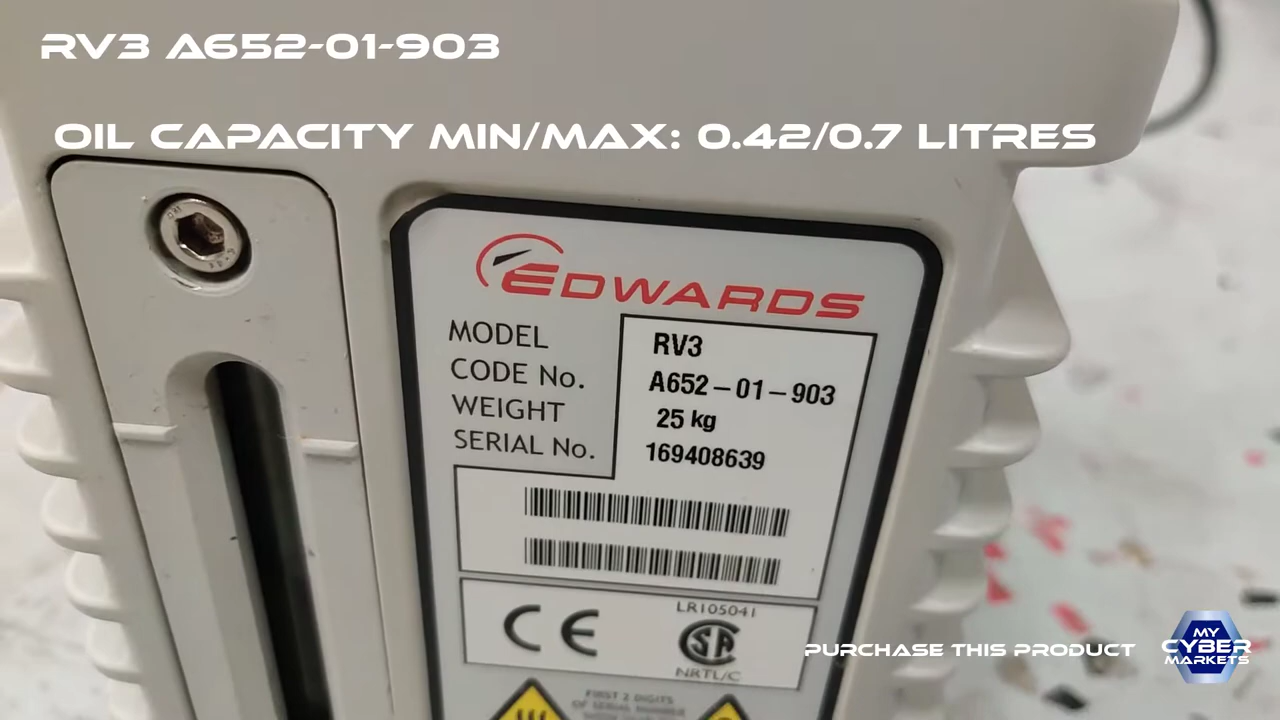 RV3 A652-01-903
OIL CAPACITY MIN/MAX: 0.42/0.7 LITRES
EDWARDS
MODEL RV3
CODE No. A652-01-903
WEIGHT 25 kg
SERIAL No. 169408639
LR105041
CE SA
NRTL/C
FIRST 2 DIGITS
OF SERIAL NUMBER
PURCHASE THIS PRODUCT
MY
CYBER
MARKETS